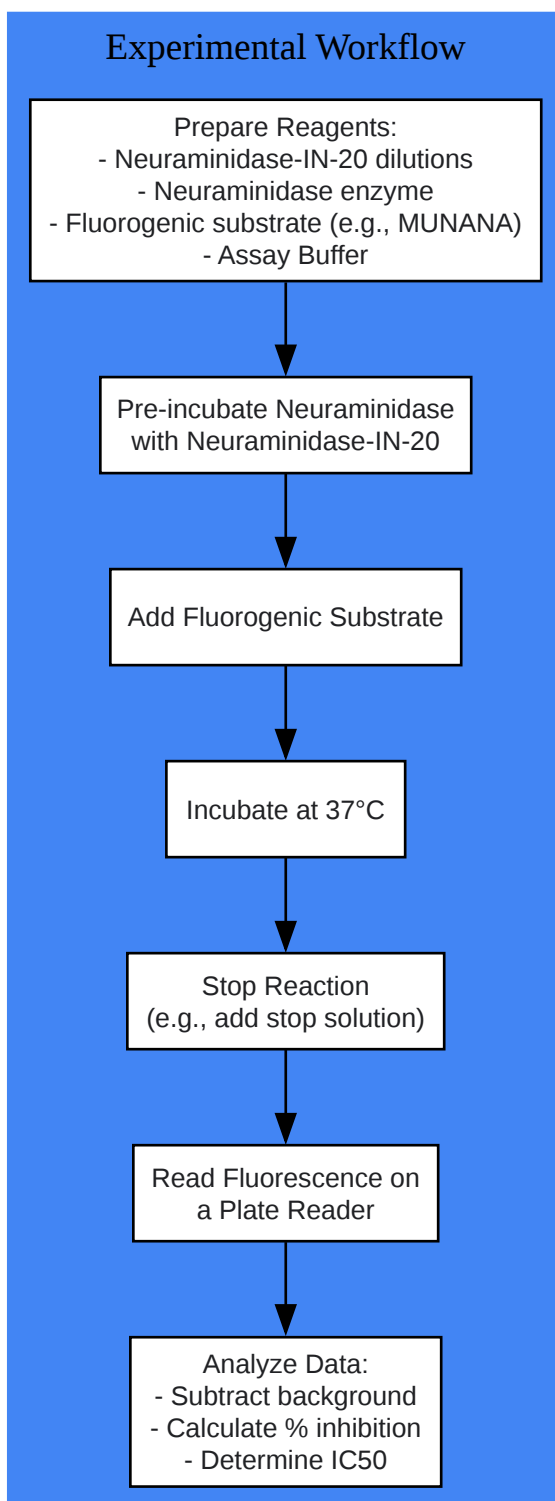 Experimental Workflow
Prepare Reagents:
- Neuraminidase-IN-20 dilutions
- Neuraminidase enzyme
- Fluorogenic substrate (e.g., MUNANA)
- Assay Buffer
Pre-incubate Neuraminidase
with Neuraminidase-IN-20
Add Fluorogenic Substrate
Incubate at 37°C
Stop Reaction
(e.g., add stop solution)
Read Fluorescence on
a Plate Reader
Analyze Data:
- Subtract background
- Calculate % inhibition
- Determine IC50